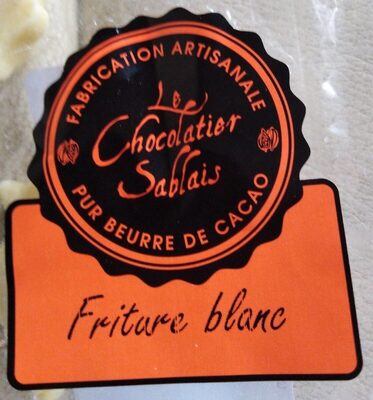 FABRICATION ARTISANALE
Le
Chocolatier
Sablais
PUR BEURRE DE CACAO
Friture blanc